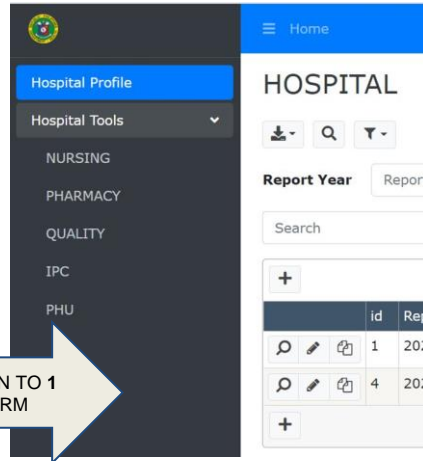 Home
Hospital Profile
Hospital Tools
NURSING
PHARMACY
QUALITY
IPC
PHU
TO 1
HOSPITAL
Report Year
Search
id
1
4